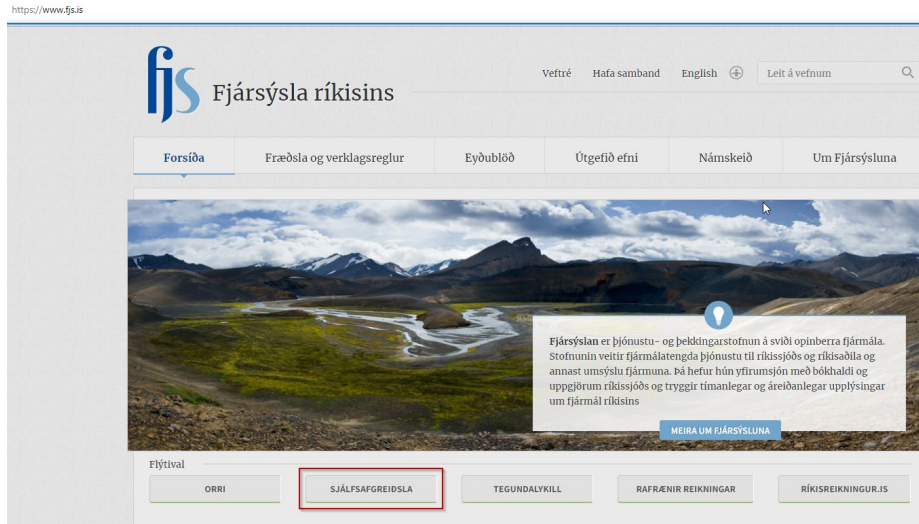 https://www.fjs.is
fjs Fjársýsla ríkisins
Veftré Hafa samband English Leit á vefnum
Forsíða Fræðsla og verklagsreglur Eyðublöð Útgefið efni Námskeið Um Fjársýsluna
Fjársýslan er þjónustu- og þekkingarstofnun á sviði opinberra fjármála.
Stofnunin veitir fjármálatengda þjónustu til ríkissjóðs og ríkisaðila og
annast umsýslu fjármuna. Þá hefur hún yfirumsjón með bókhaldi og
uppgjörum ríkissjóðs og tryggir tímanlegar og áreiðanlegar upplýsingar
um fjármál ríkisins
MEIRA UM FJÁRSÝSLUNA
Flýtival
ORRI SJÁLFSAFGREIÐSLA TEGUNDALYKILL RAFRÆNIR REIKNINGAR RÍKISREIKNINGUR.IS